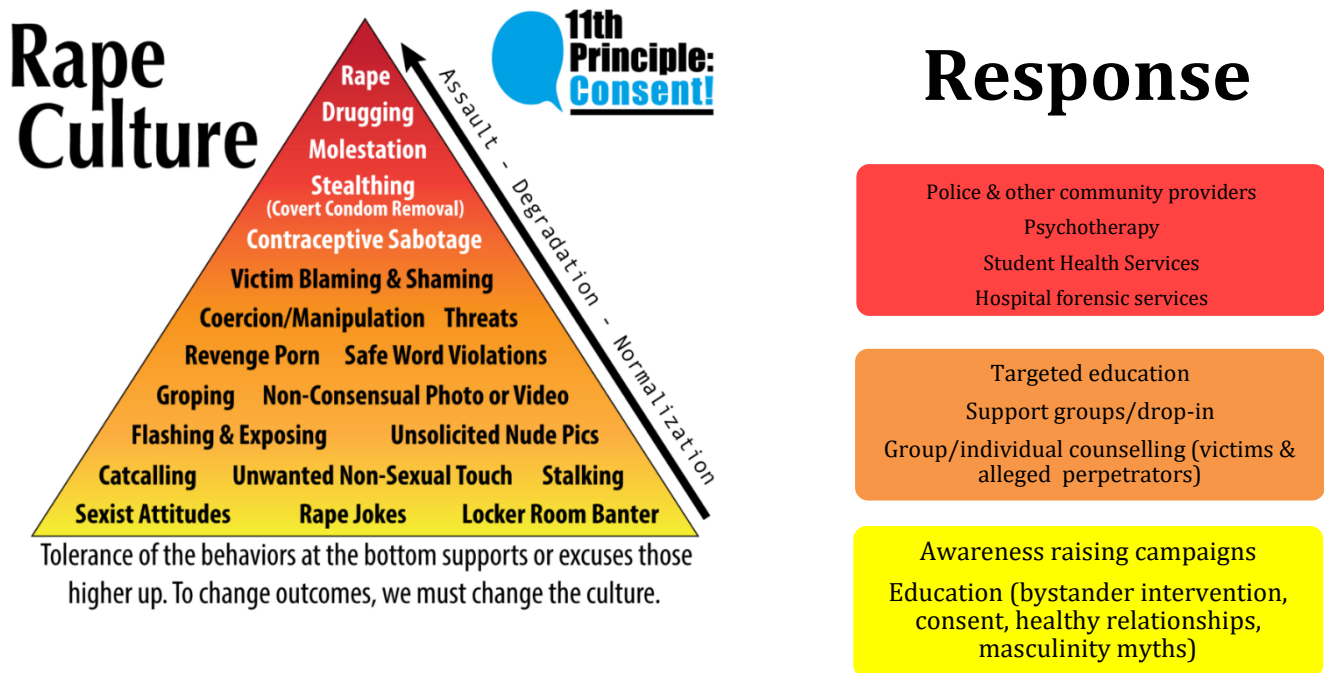 Rape
Culture
11th
Principle:
Consent!
Rape
Drugging
Molestation
Stealthing
(Covert Condom Removal)
Contraceptive Sabotage
Victim Blaming & Shaming
Coercion/Manipulation Threats
Revenge Porn Safe Word Violations
Groping Non-Consensual Photo or Video
Flashing & Exposing Unsolicited Nude Pics
Catcalling Unwanted Non-Sexual Touch Stalking
Sexist Attitudes Rape Jokes Locker Room Banter
Assault - Degradation - Normalization
Tolerance of the behaviors at the bottom supports or excuses those
higher up. To change outcomes, we must change the culture.
Response
Police & other community providers
Psychotherapy
Student Health Services
Hospital forensic services
Targeted education
Support groups/drop-in
Group/individual counselling (victims &
alleged perpetrators)
Awareness raising campaigns
Education (bystander intervention,
consent, healthy relationships,
masculinity myths)